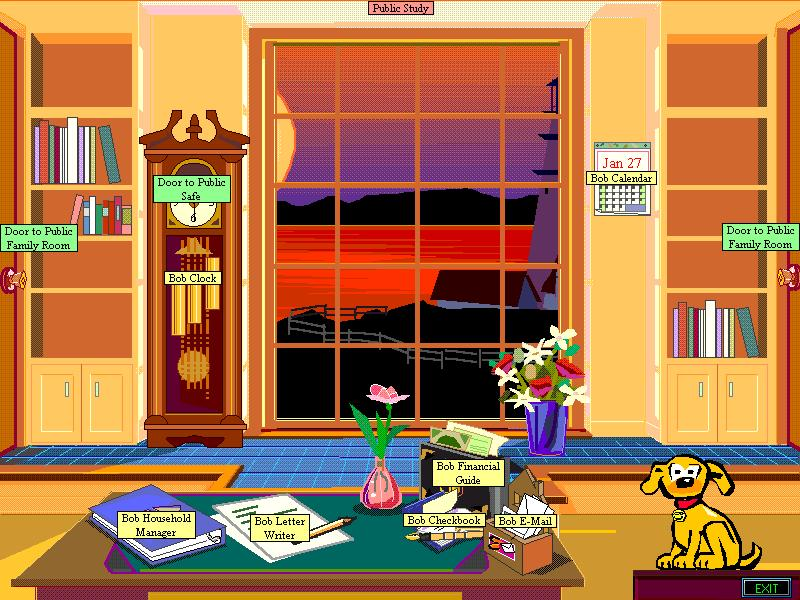 Public Study
Jan 27
Bob Calendar
Door to Public
Safe
6
Door to Public
Family Room
Door to Public
Family Room
Bob Clock
Bob Financial
Guide
Bob Household
Manager
Bob Letter
Writer
Bob Checkbook
Bob E-Mail
EXIT